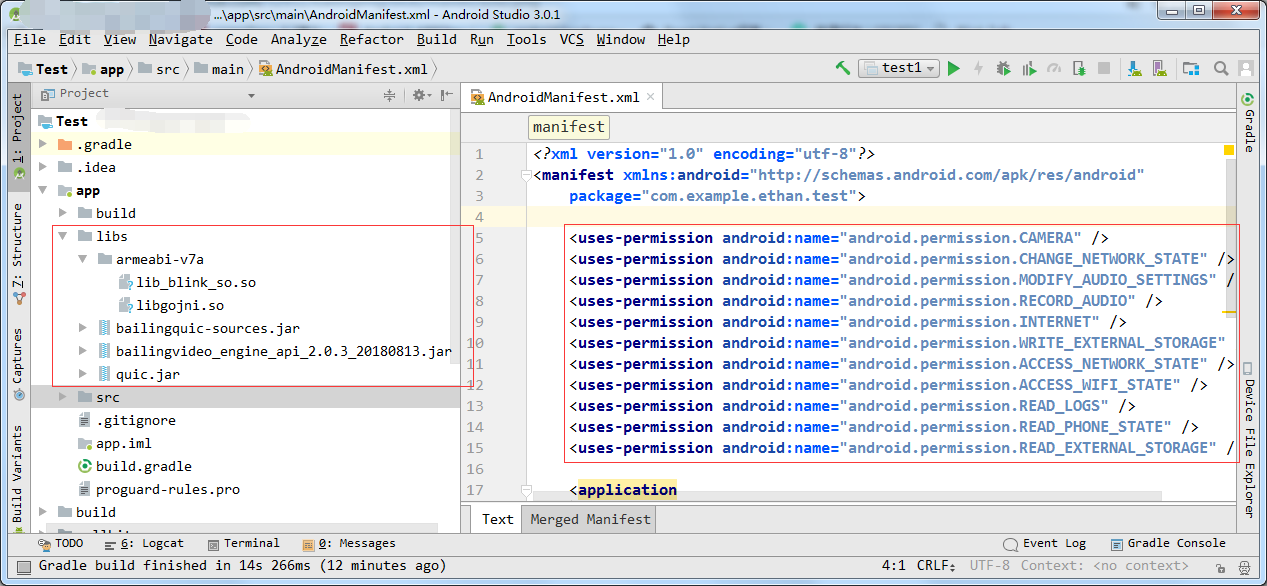 ...\app\src\main\AndroidManifest.xml - Android Studio 3.0.1
File Edit View Navigate Code Analyze Refactor Build Run Tools VCS Window Help
Test app src main AndroidManifest.xml test1
Project
AndroidManifest.xml
manifest
1: Project
Z: Structure
Captures
Build Variants
Test
.gradle
.idea
app
build
libs
armeabi-v7a
lib_blink_so.so
libgojni.so
bailingquic-sources.jar
bailingvideo_engine_api_2.0.3_20180813.jar
quic.jar
src
.gitignore
app.iml
build.gradle
proguard-rules.pro
build
1 <?xml version="1.0" encoding="utf-8"?>
2 <manifest xmlns:android="http://schemas.android.com/apk/res/android"
3 package="com.example.ethan.test">
4
5 <uses-permission android:name="android.permission.CAMERA" />
6 <uses-permission android:name="android.permission.CHANGE_NETWORK_STATE" />
7 <uses-permission android:name="android.permission.MODIFY_AUDIO_SETTINGS" /
8 <uses-permission android:name="android.permission.RECORD_AUDIO" />
9 <uses-permission android:name="android.permission.INTERNET" />
10 <uses-permission android:name="android.permission.WRITE_EXTERNAL_STORAGE"
11 <uses-permission android:name="android.permission.ACCESS_NETWORK_STATE" />
12 <uses-permission android:name="android.permission.ACCESS_WIFI_STATE" />
13 <uses-permission android:name="android.permission.READ_LOGS" />
14 <uses-permission android:name="android.permission.READ_PHONE_STATE" />
15 <uses-permission android:name="android.permission.READ_EXTERNAL_STORAGE" /
16
17 <application
Gradle
Device File Explorer
Text Merged Manifest
TODO 6: Logcat Terminal 0: Messages Event Log Gradle Console
Gradle build finished in 14s 266ms (12 minutes ago) 4:1 CRLF UTF-8 Context: <no context>